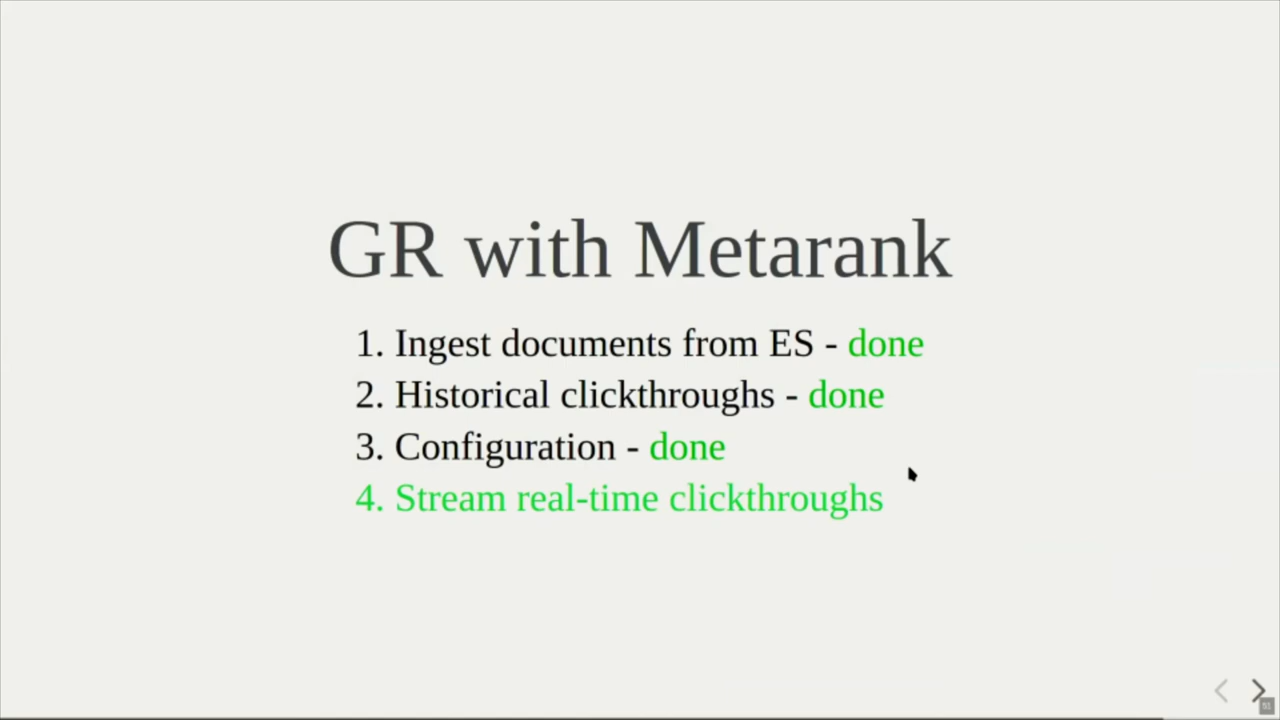 GR with Metarank
1. Ingest documents from ES - done
2. Historical clickthroughs - done
3. Configuration - done
4. Stream real-time clickthroughs
51